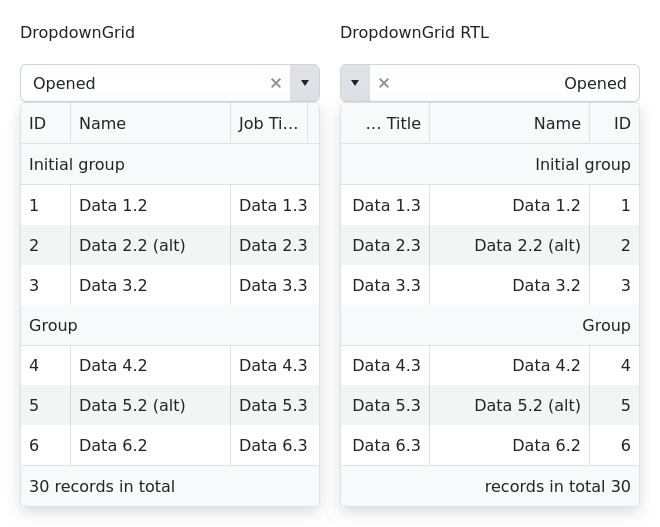 DropdownGrid
Opened
ID Name Job Ti...
Initial group
1 Data 1.2 Data 1.3
2 Data 2.2 (alt) Data 2.3
3 Data 3.2 Data 3.3
Group
4 Data 4.2 Data 4.3
5 Data 5.2 (alt) Data 5.3
6 Data 6.2 Data 6.3
30 records in total
DropdownGrid RTL
Opened
... Title Name ID
Initial group
Data 1.3 Data 1.2 1
Data 2.3 Data 2.2 (alt) 2
Data 3.3 Data 3.2 3
Group
Data 4.3 Data 4.2 4
Data 5.3 Data 5.2 (alt) 5
Data 6.3 Data 6.2 6
records in total 30